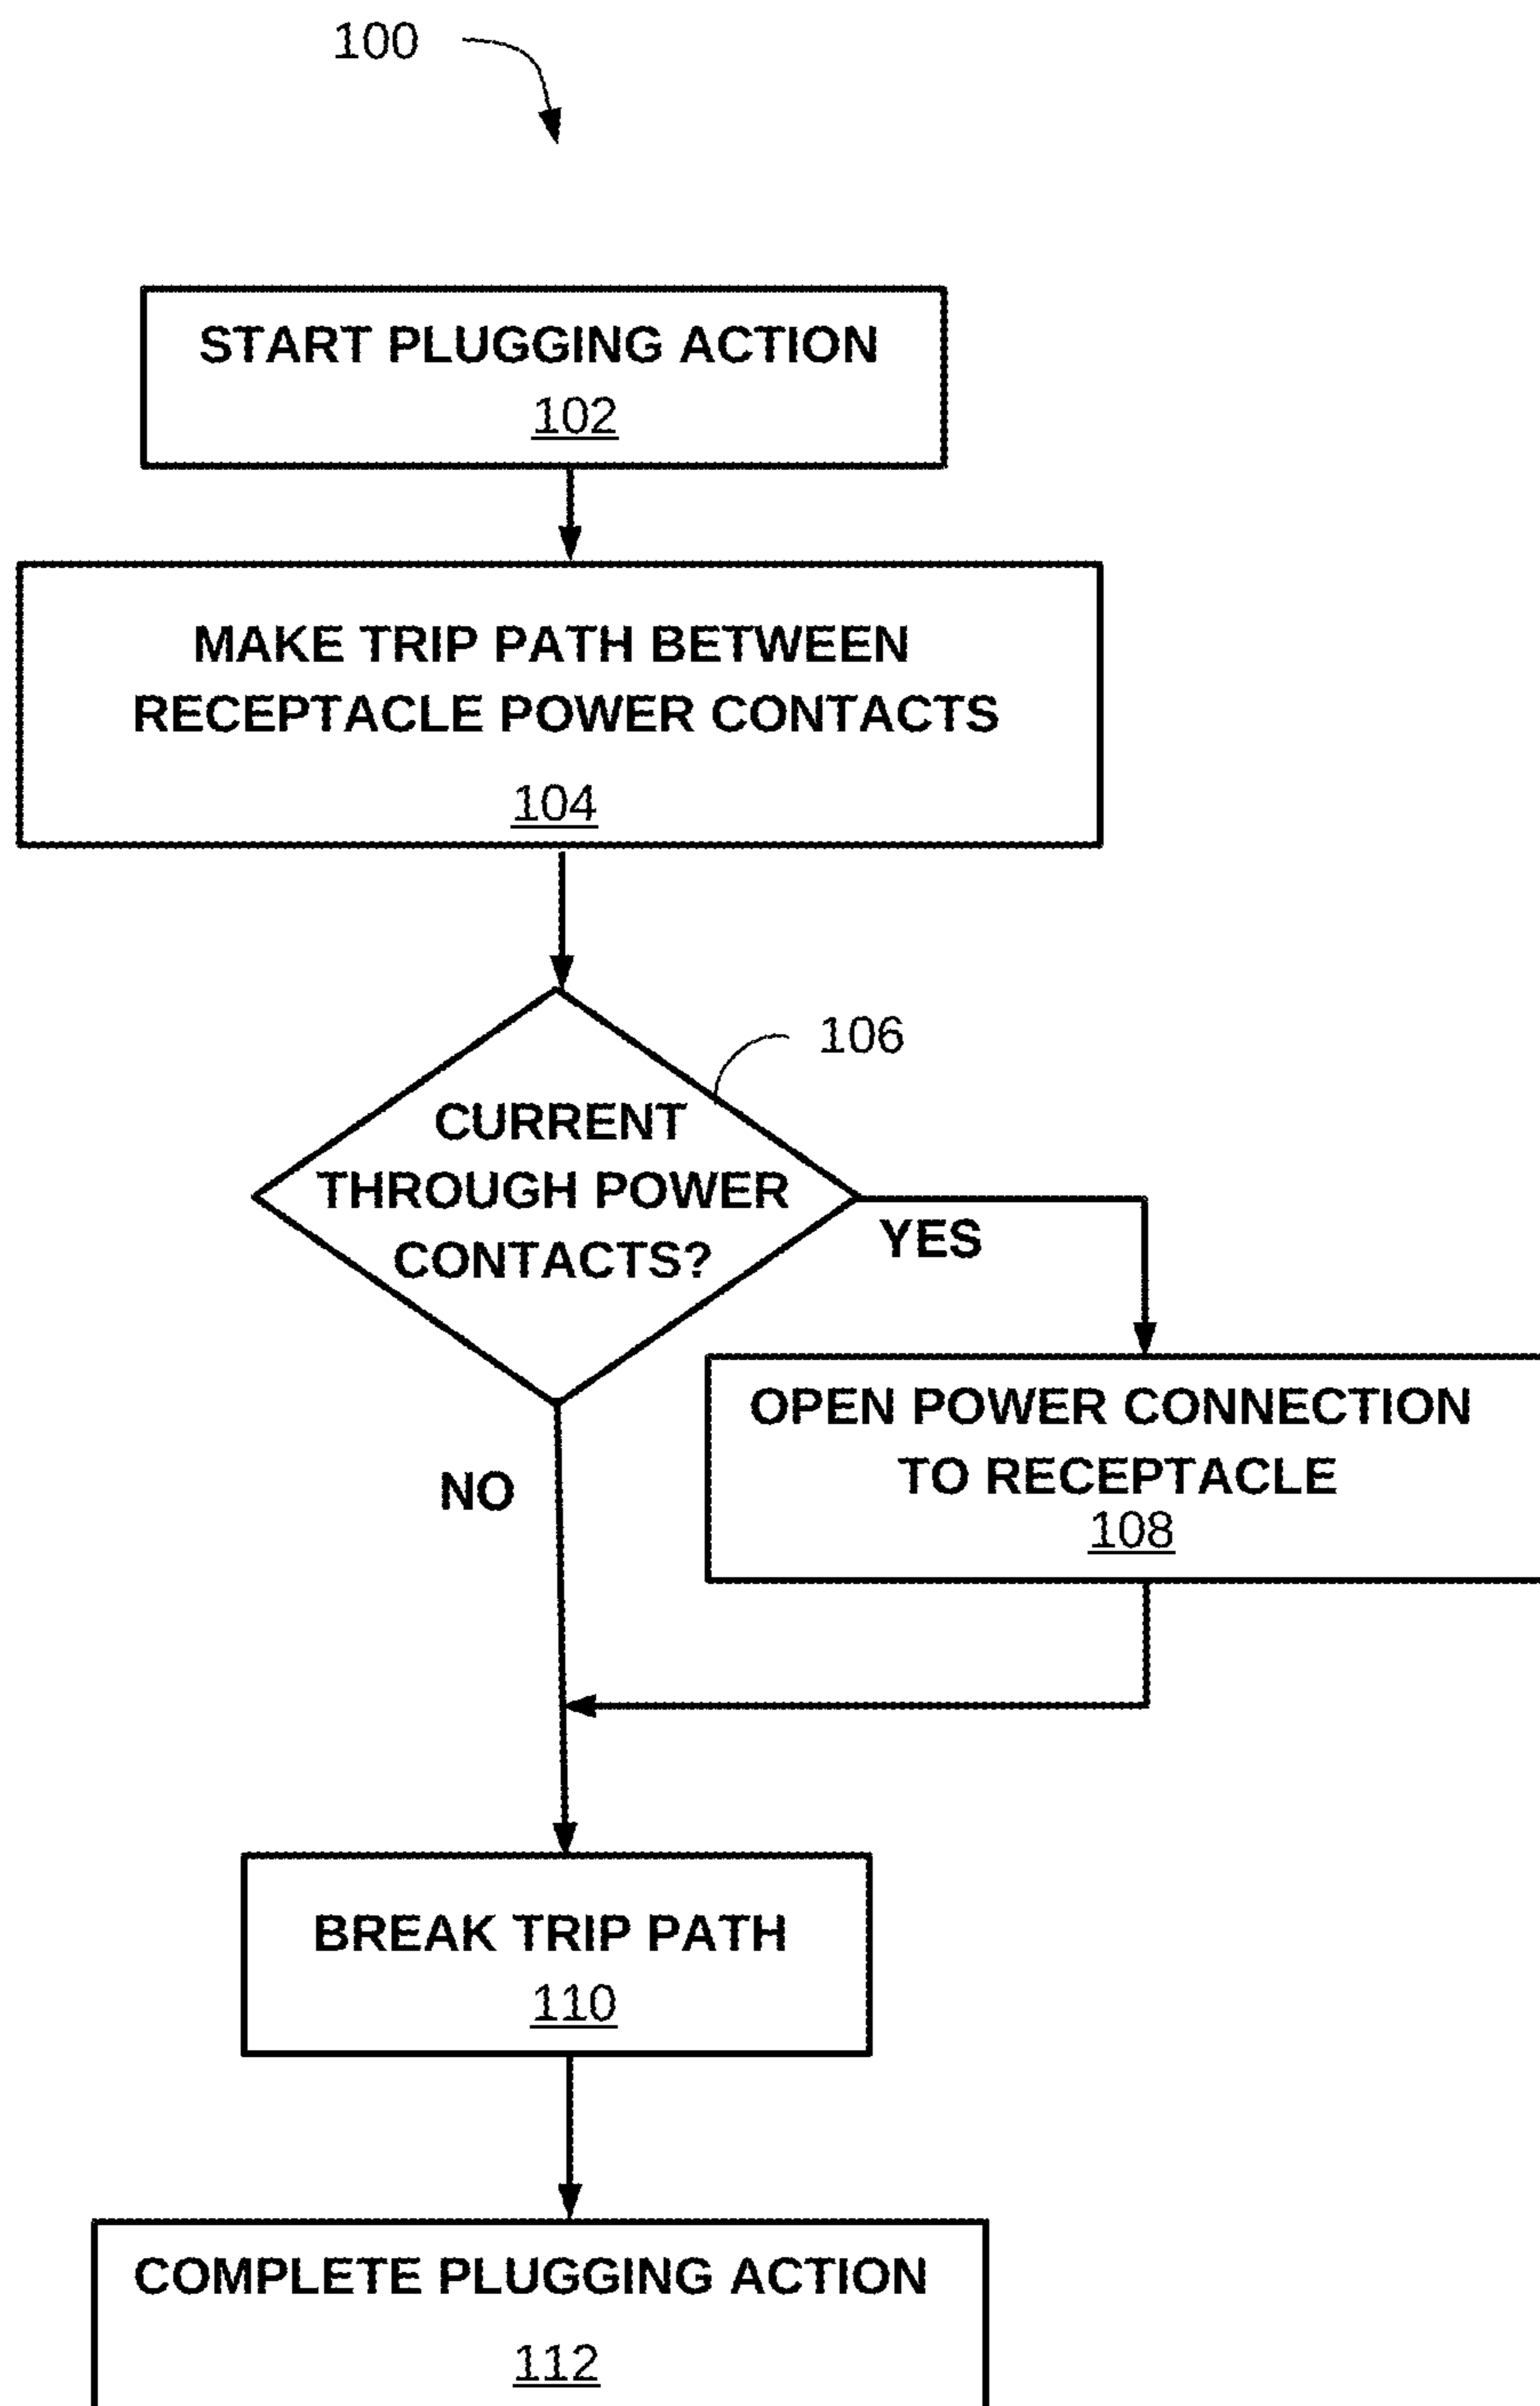 100
START PLUGGING ACTION
102
MAKE TRIP PATH BETWEEN
RECEPTACLE POWER CONTACTS
104
106
CURRENT
THROUGH POWER
CONTACTS?
YES
OPEN POWER CONNECTION
TO RECEPTACLE
108
NO
BREAK TRIP PATH
110
COMPLETE PLUGGING ACTION
112